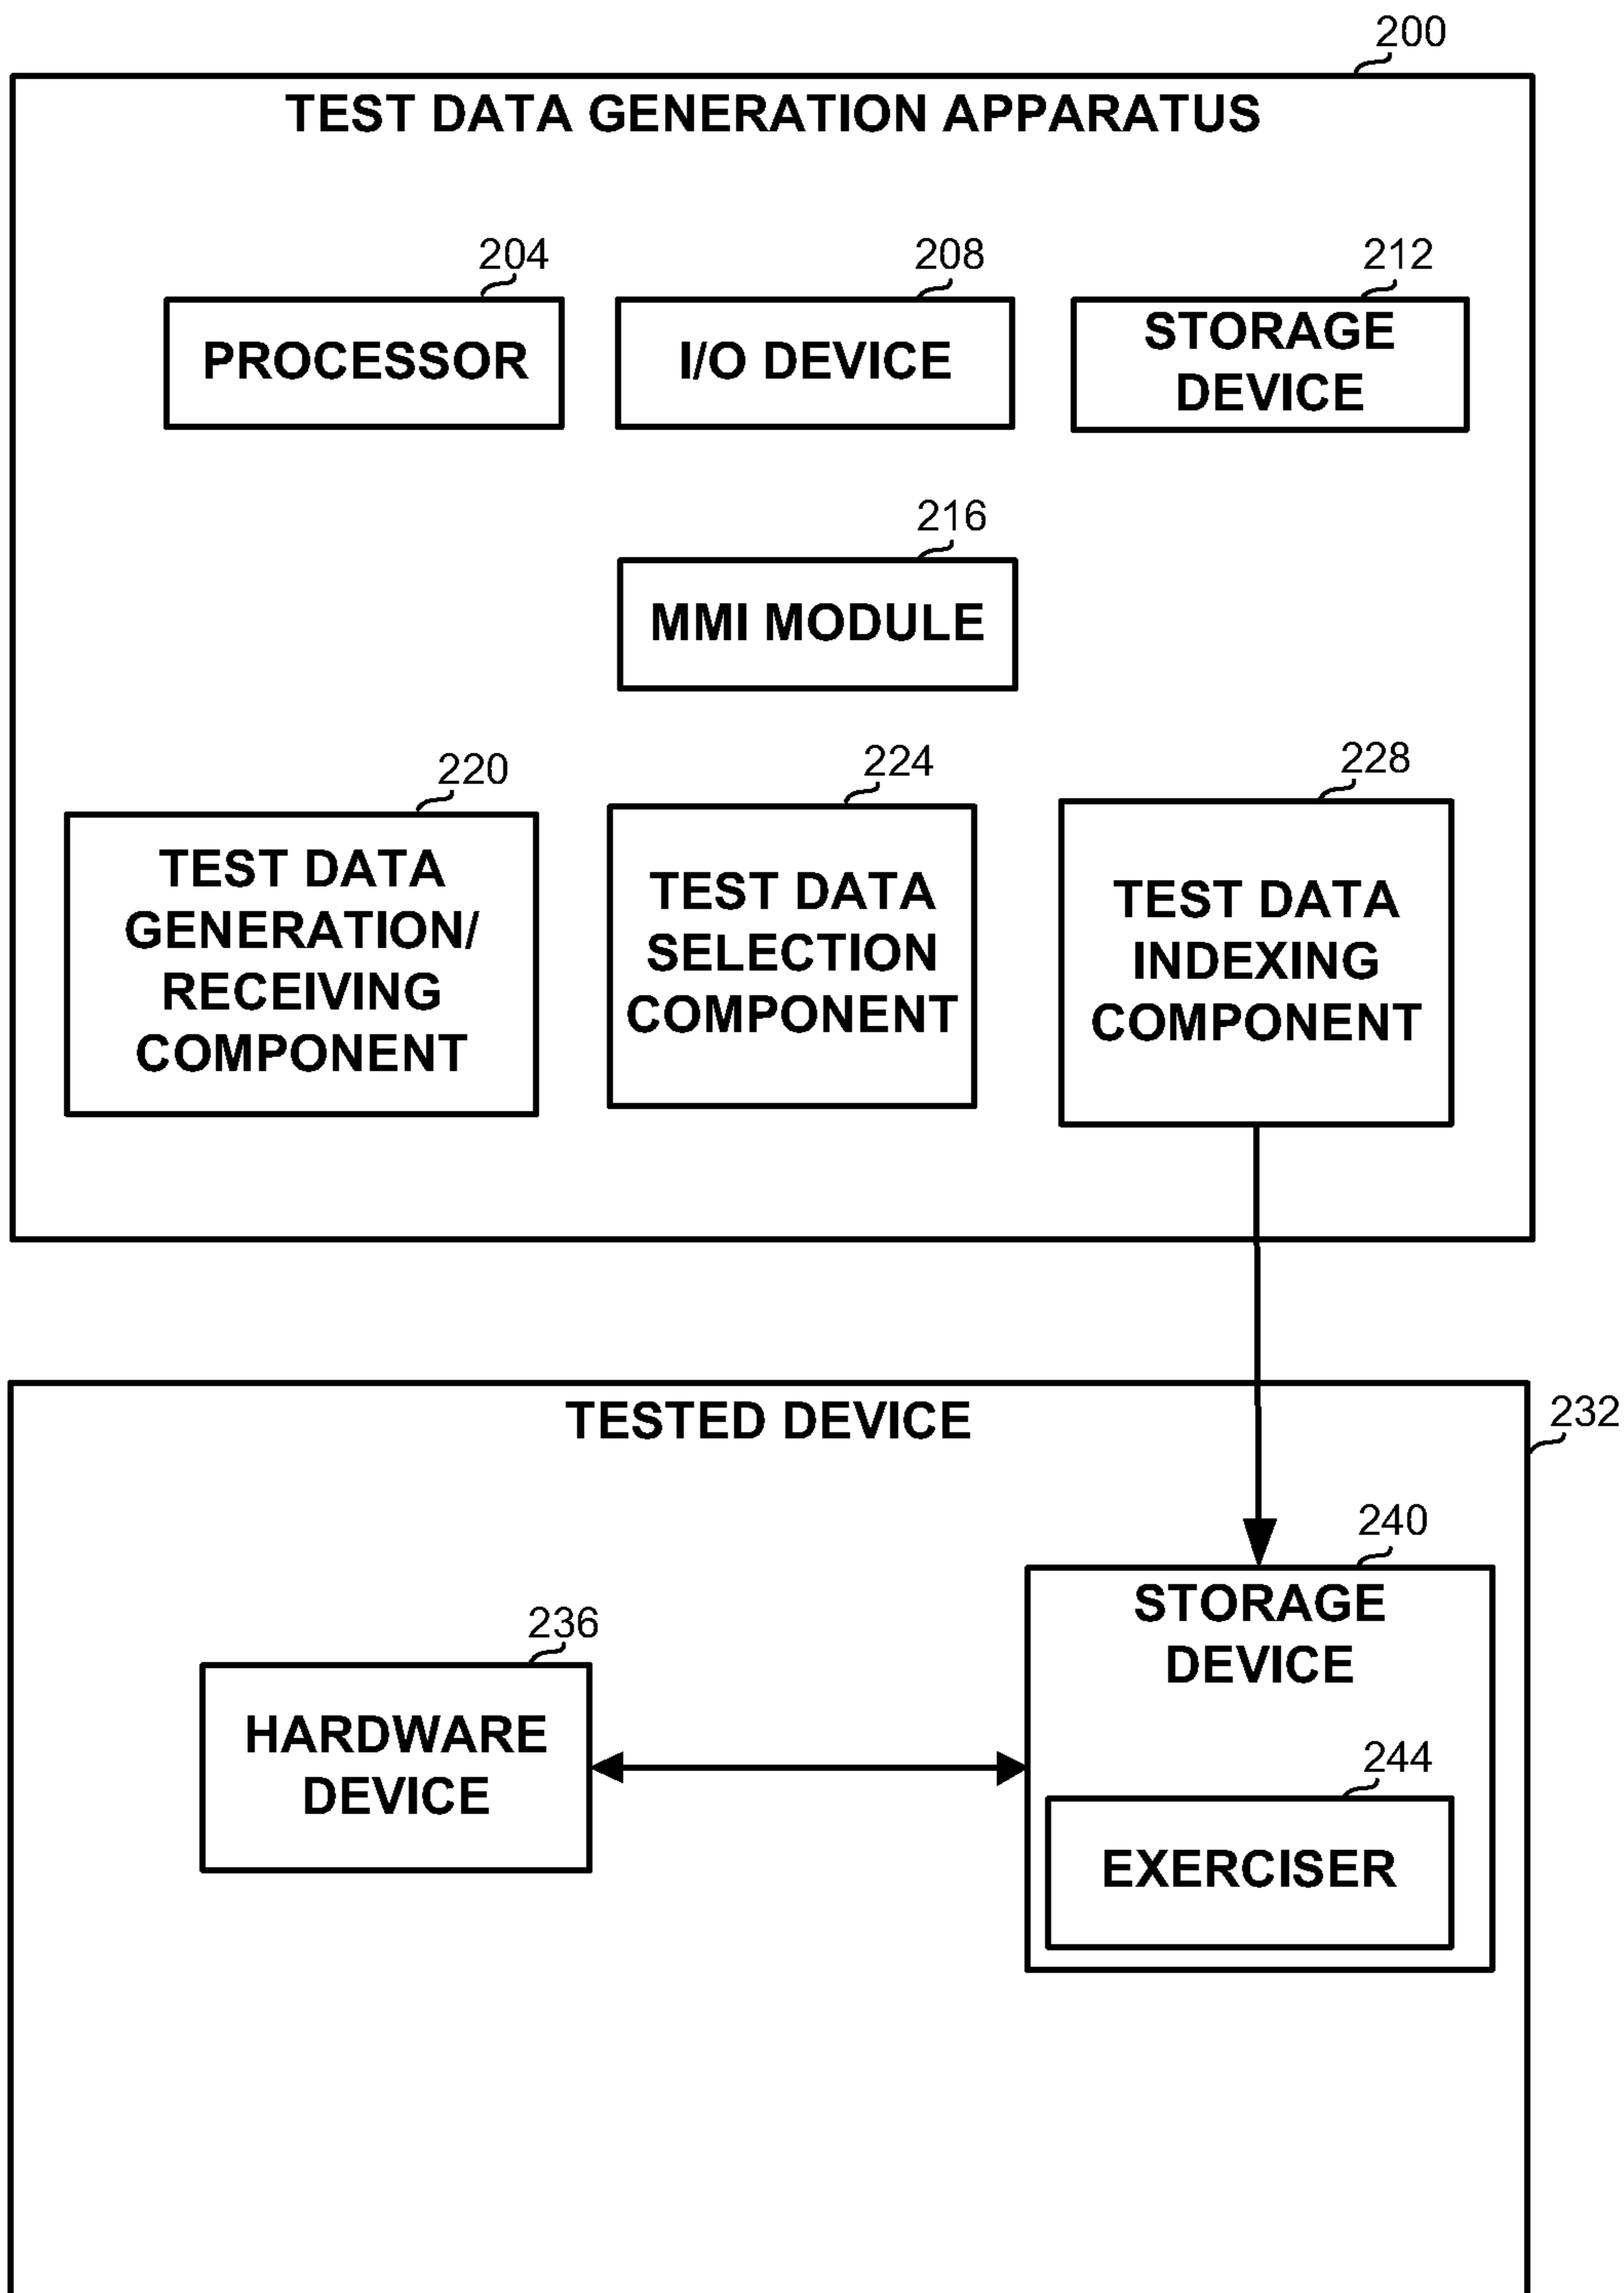 200
TEST DATA GENERATION APPARATUS
204
208
212
PROCESSOR
I/O DEVICE
STORAGE
DEVICE
216
MMI MODULE
220
224
228
TEST DATA
GENERATION/
RECEIVING
COMPONENT
TEST DATA
SELECTION
COMPONENT
TEST DATA
INDEXING
COMPONENT
TESTED DEVICE
232
240
STORAGE
DEVICE
236
HARDWARE
DEVICE
244
EXERCISER